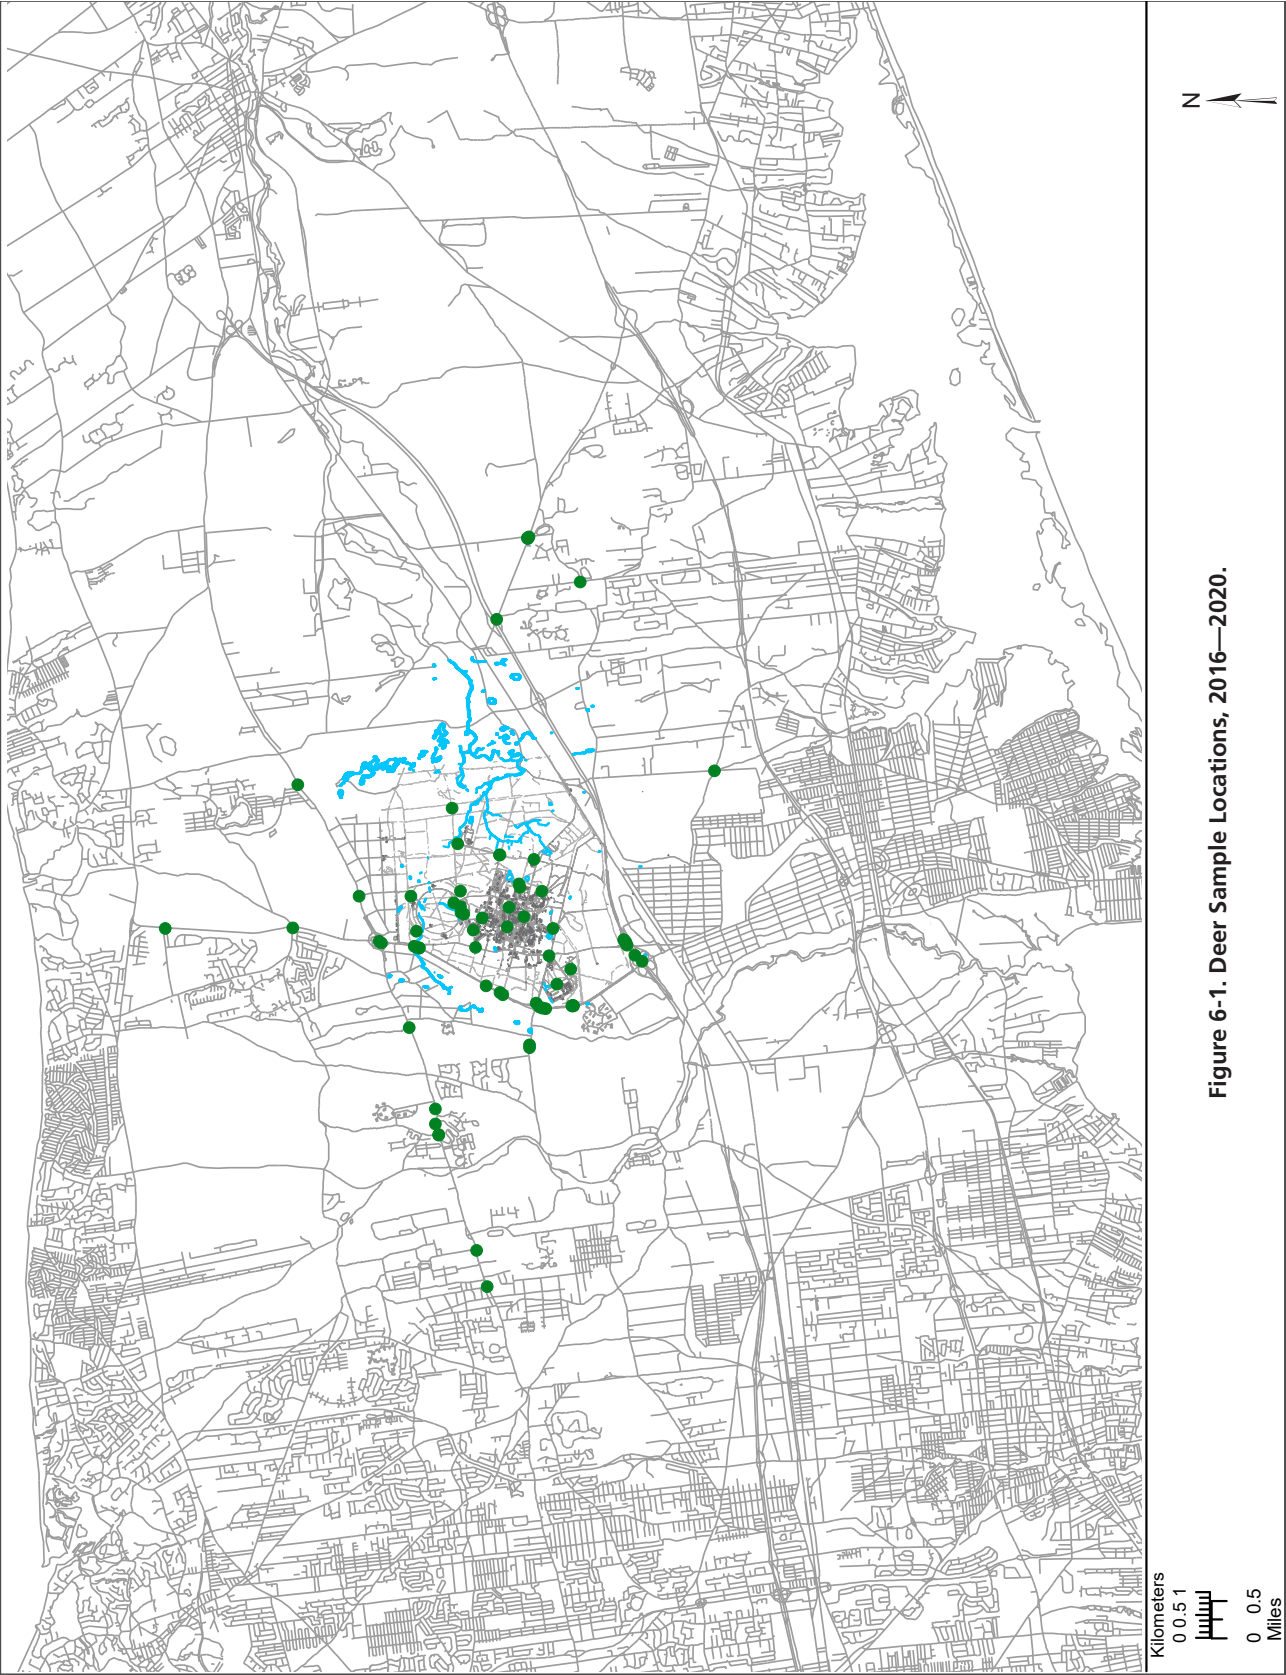 N
Figure 6-1. Deer Sample Locations, 2016—2020.
Kilometers
0 0.5 1
0 0.5
Miles